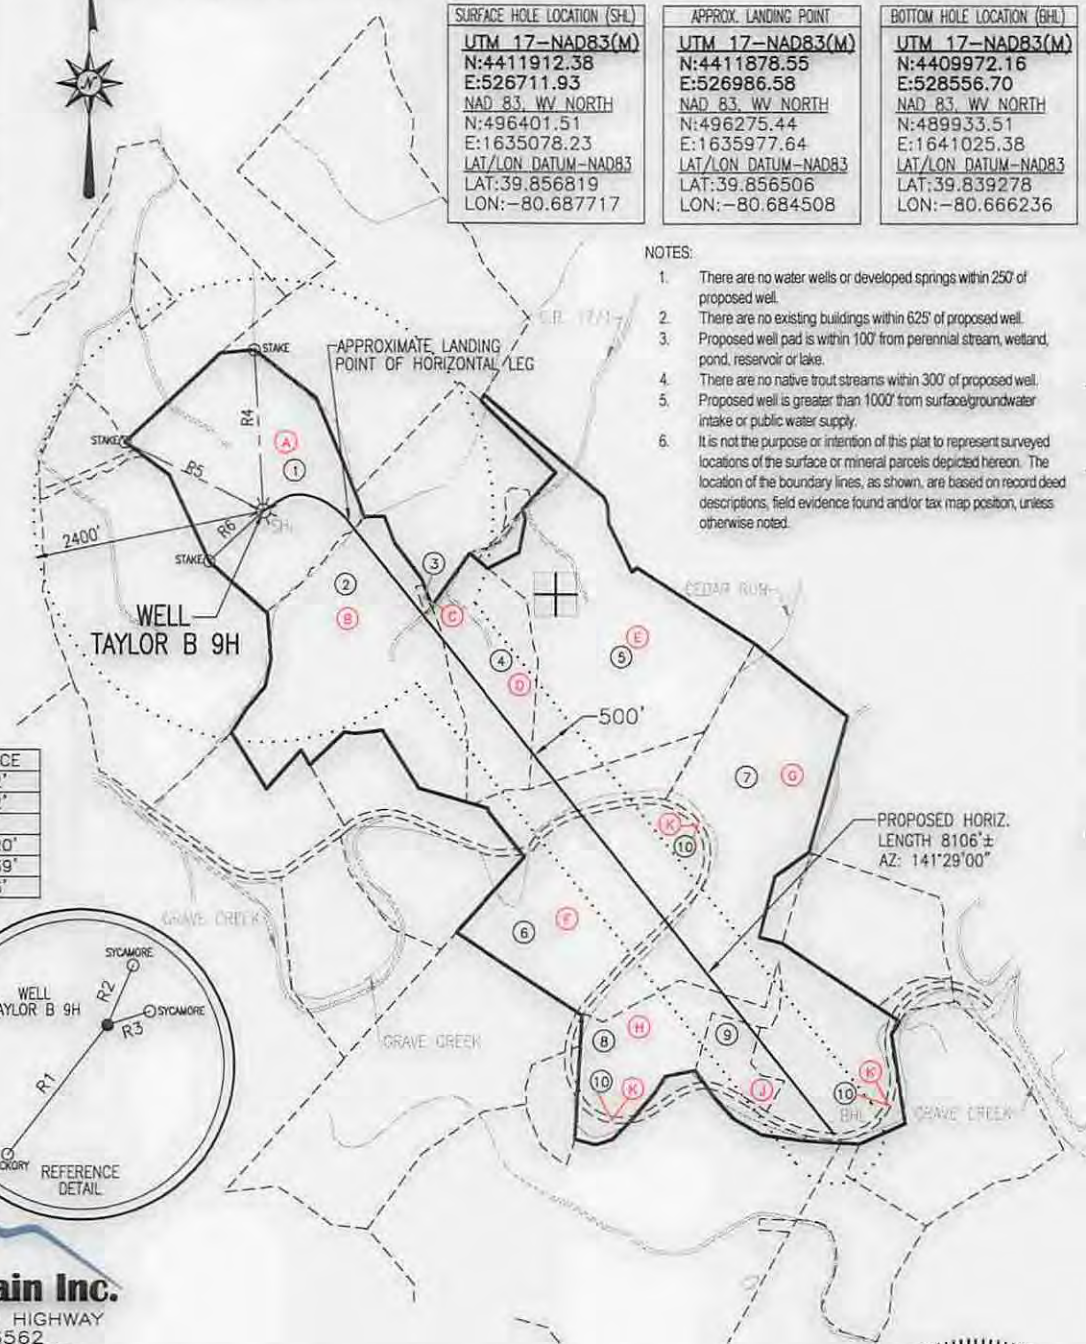 SURFACE HOLE LOCATION (SHL)
UTM 17-NAD83(M)
N:4411912.38
E:526711.93
NAD 83, WV NORTH
N:496401.51
E:1635078.23
LAT/LON DATUM-NAD83
LAT:39.856819
LON:-80.687717
APPROX. LANDING POINT
UTM 17-NAD83(M)
N:4411878.55
E:526986.58
NAD 83, WV NORTH
N:496275.44
E:1635977.64
LAT/LON DATUM-NAD83
LAT:39.856506
LON:-80.684508
BOTTOM HOLE LOCATION (BHL)
UTM 17-NAD83(M)
N:4409972.16
E:528556.70
NAD 83, WV NORTH
N:489933.51
E:1641025.38
LAT/LON DATUM-NAD83
LAT:39.839278
LON:-80.666236
N
NOTES:
1. There are no water wells or developed springs within 250' of
proposed well.
2. There are no existing buildings within 625' of proposed well.
3. Proposed well pad is within 100' from perennial stream, wetland,
pond, reservoir or lake.
4. There are no native trout streams within 300' of proposed well.
5. Proposed well is greater than 1000' from surface/groundwater
intake or public water supply.
6. It is not the purpose or intention of this plat to represent surveyed
locations of the surface or mineral parcels depicted hereon. The
location of the boundary lines, as shown, are based on record deed
descriptions, field evidence found and/or tax map position, unless
otherwise noted.
C.R. 17/1
STAKE
APPROXIMATE LANDING
POINT OF HORIZONTAL LEG
R4
A
1
STAKE
R5
SHL
R6
2400'
STAKE
3
2
CEDAR RUN
WELL
TAYLOR B 9H
B
C
E
4
5
D
500'
CE
7
G
K
10
PROPOSED HORIZ.
LENGTH 8106'±
AZ: 141°29'00"
GRAVE CREEK
F
6
SYCAMORE
WELL
AYLOR B 9H
R2
SYCAMORE
R3
R1
GRAVE CREEK
8
H
9
10
K
J
10
K
BHL
GRAVE CREEK
CKORY
REFERENCE
DETAIL
ain Inc.
HIGHWAY
6562